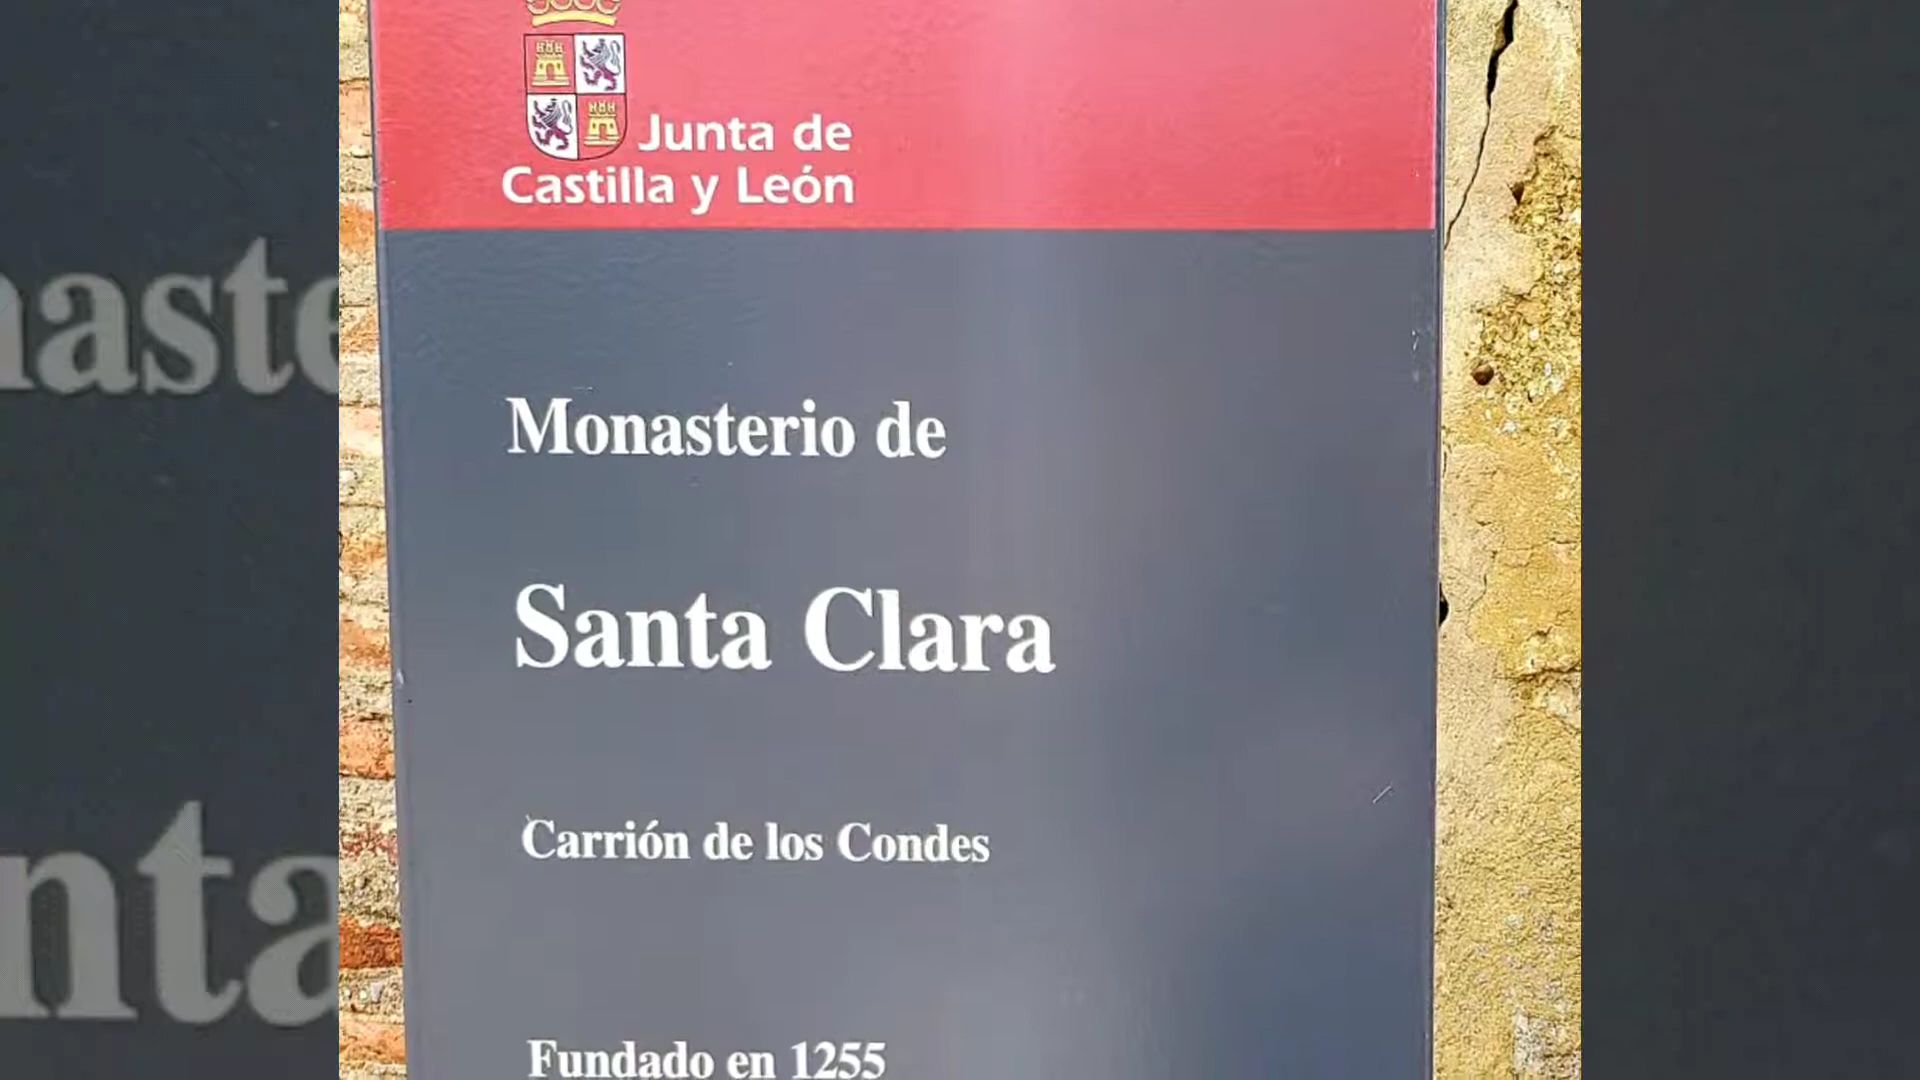 Junta de
Castilla y León
Monasterio de
Santa Clara
Carrión de los Condes
Fundado en 1255